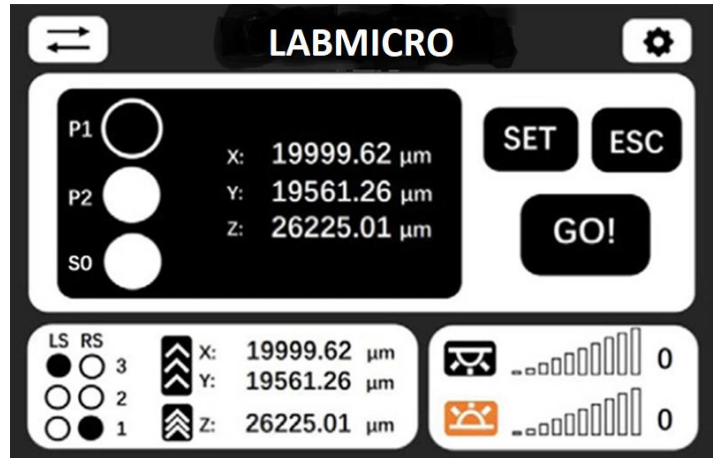 LABMICRO
P1
P2
S0
X: 19999.62 μm
Y: 19561.26 μm
Z: 26225.01 μm
SET
ESC
GO!
LS RS
3
2
1
X: 19999.62 μm
Y: 19561.26 μm
Z: 26225.01 μm
0
0